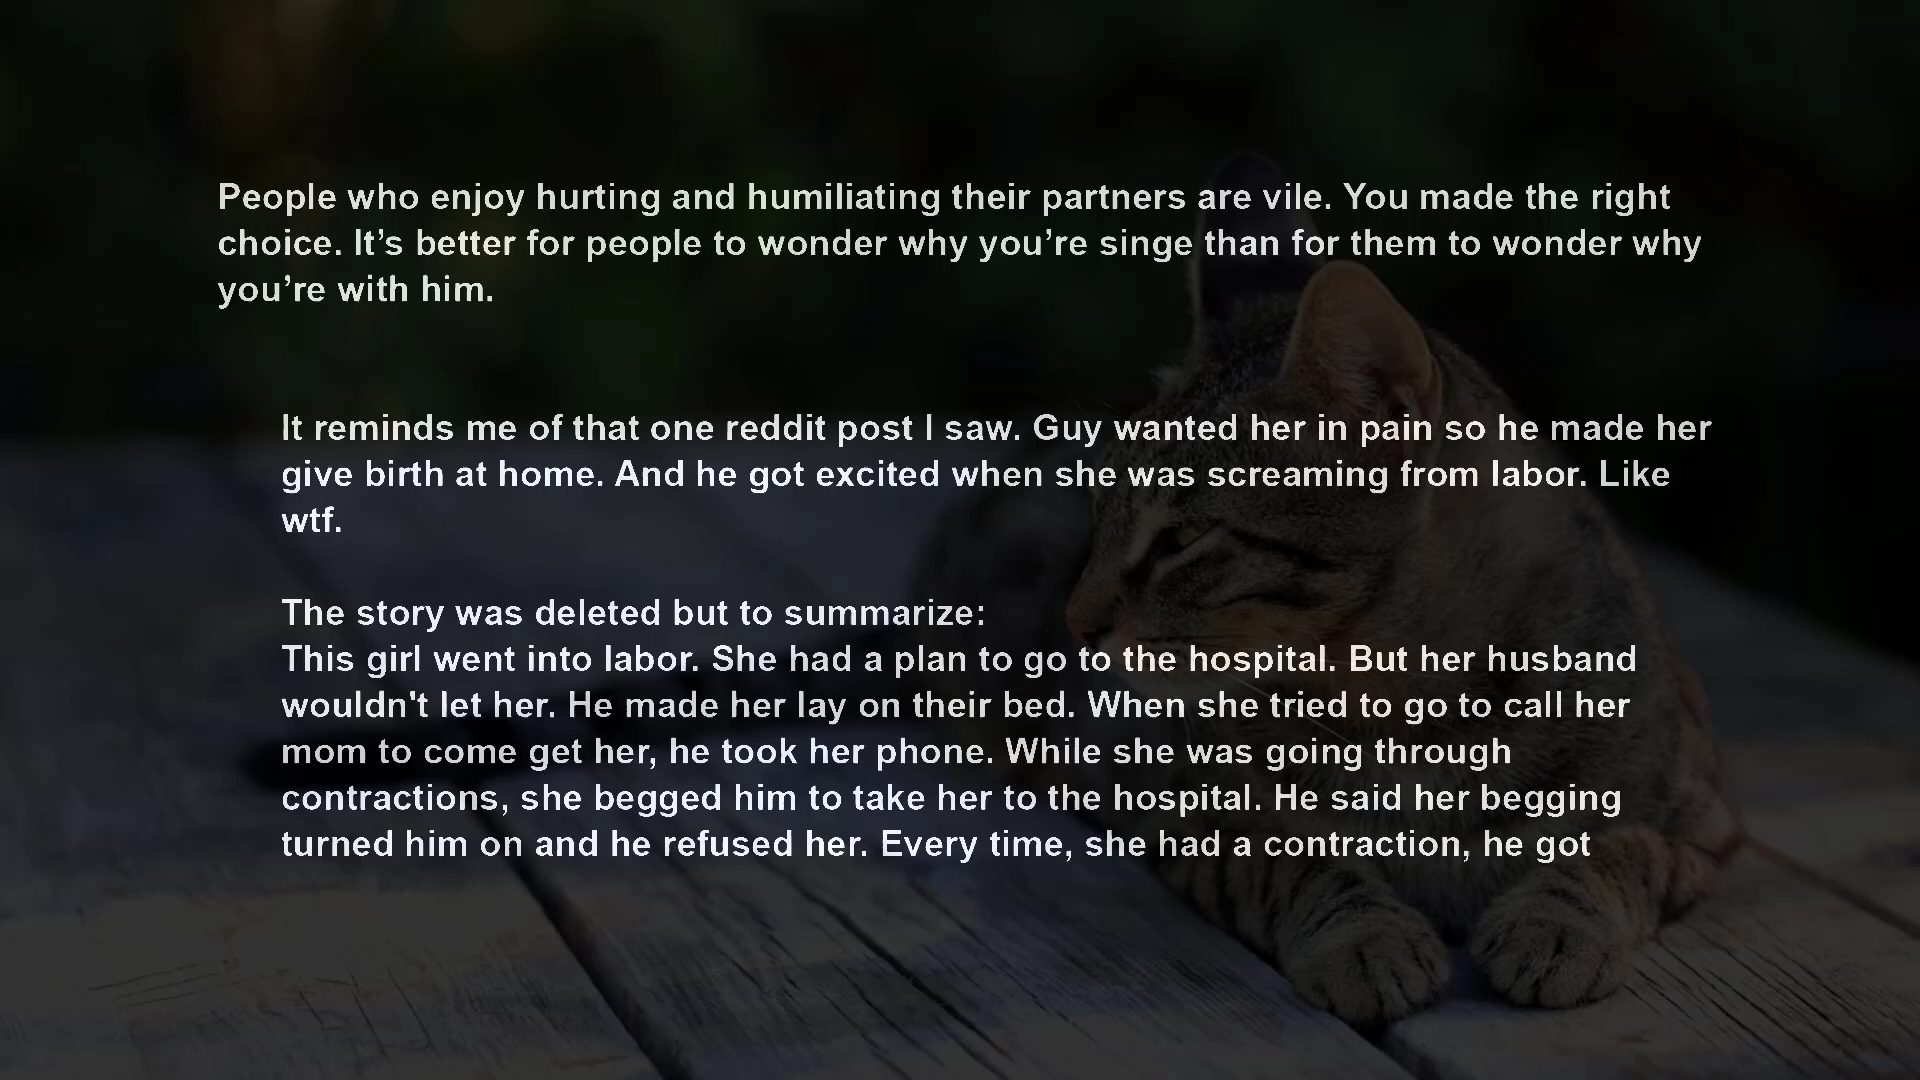 People who enjoy hurting and humiliating their partners are vile. You made the right
choice. It’s better for people to wonder why you’re singe than for them to wonder why
you’re with him.
It reminds me of that one reddit post I saw. Guy wanted her in pain so he made her
give birth at home. And he got excited when she was screaming from labor. Like
wtf.
The story was deleted but to summarize:
This girl went into labor. She had a plan to go to the hospital. But her husband
wouldn't let her. He made her lay on their bed. When she tried to go to call her
mom to come get her, he took her phone. While she was going through
contractions, she begged him to take her to the hospital. He said her begging
turned him on and he refused her. Every time, she had a contraction, he got